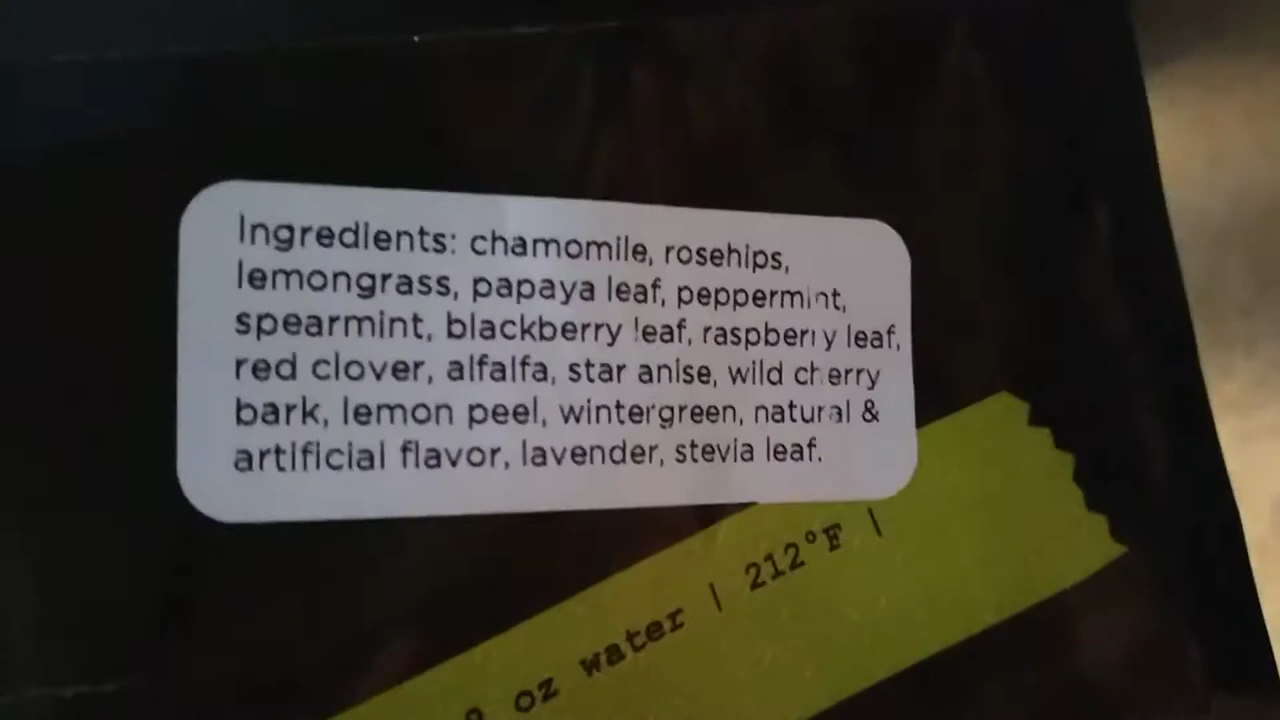 Ingredients: chamomile, rosehips,
lemongrass, papaya leaf, peppermint,
spearmint, blackberry leaf, raspberry leaf,
red clover, alfalfa, star anise, wild cherry
bark, lemon peel, wintergreen, natural &
artificial flavor, lavender, stevia leaf.
oz water | 212°F |